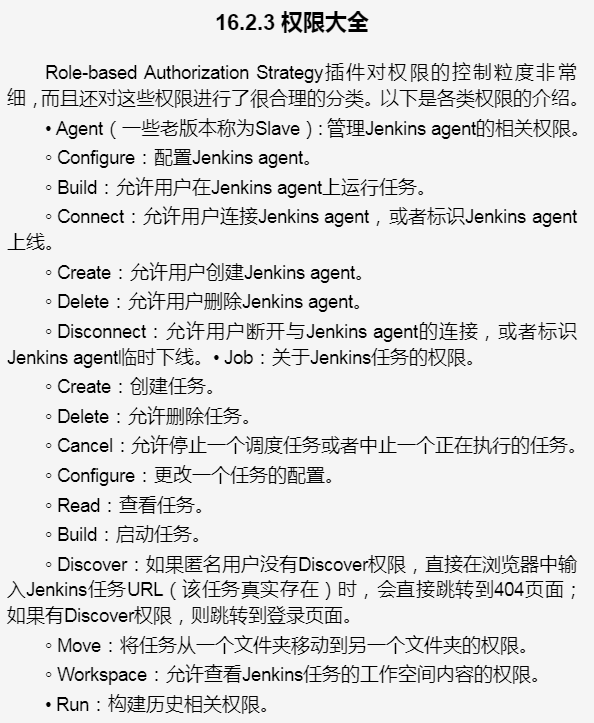 16.2.3 权限大全
Role-based Authorization Strategy插件对权限的控制粒度非常
细，而且还对这些权限进行了很合理的分类。以下是各类权限的介绍。
• Agent（一些老版本称为Slave）：管理Jenkins agent的相关权限。
◦ Configure：配置Jenkins agent。
◦ Build：允许用户在Jenkins agent上运行任务。
◦ Connect：允许用户连接Jenkins agent，或者标识Jenkins agent
上线。
◦ Create：允许用户创建Jenkins agent。
◦ Delete：允许用户删除Jenkins agent。
◦ Disconnect：允许用户断开与Jenkins agent的连接，或者标识
Jenkins agent临时下线。• Job：关于Jenkins任务的权限。
◦ Create：创建任务。
◦ Delete：允许删除任务。
◦ Cancel：允许停止一个调度任务或者中止一个正在执行的任务。
◦ Configure：更改一个任务的配置。
◦ Read：查看任务。
◦ Build：启动任务。
◦ Discover：如果匿名用户没有Discover权限，直接在浏览器中输
入Jenkins任务URL（该任务真实存在）时，会直接跳转到404页面；
如果有Discover权限，则跳转到登录页面。
◦ Move：将任务从一个文件夹移动到另一个文件夹的权限。
◦ Workspace：允许查看Jenkins任务的工作空间内容的权限。
• Run：构建历史相关权限。